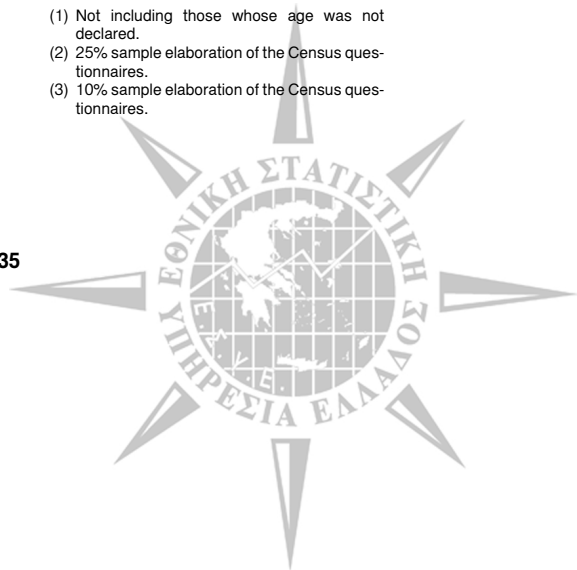 (1) Not including those whose age was not
declared.
(2) 25% sample elaboration of the Census ques-
tionnaires.
(3) 10% sample elaboration of the Census ques-
tionnaires.
35
ΕΘΝΙΚΗ ΣΤΑΤΙΣΤΙΚΗ
ΥΠΗΡΕΣΙΑ ΕΛΛΑΔΟΣ
Ε.Σ.Υ.Ε.